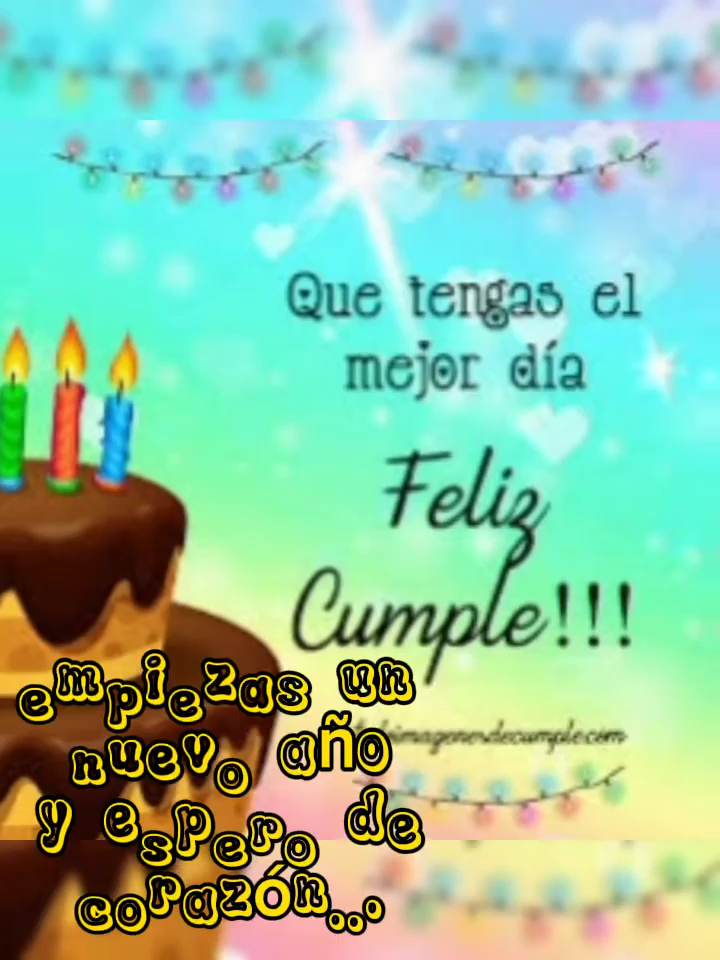 Que tengas el
mejor día
Feliz
Cumple!!!
empiezas un
nuevo año
y espero de
corazón...